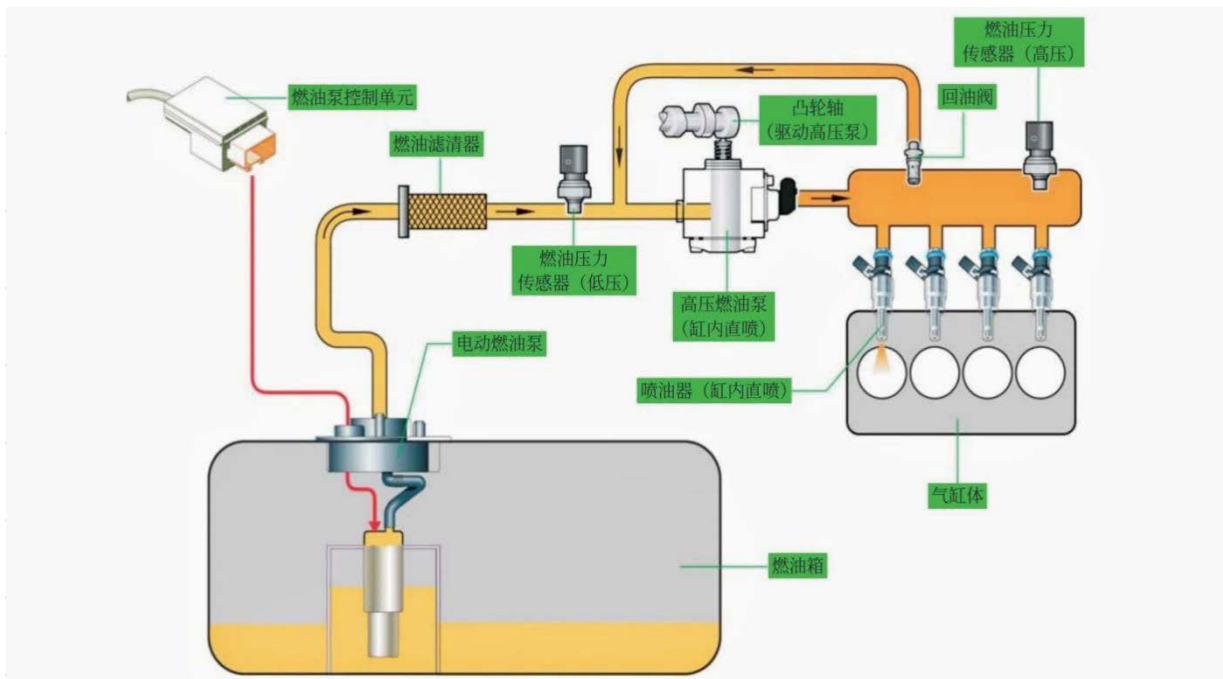 燃油压力
传感器（高压）
燃油泵控制单元
凸轮轴
（驱动高压泵）
回油阀
燃油滤清器
燃油压力
传感器（低压）
高压燃油泵
（缸内直喷）
电动燃油泵
喷油器（缸内直喷）
气缸体
燃油箱